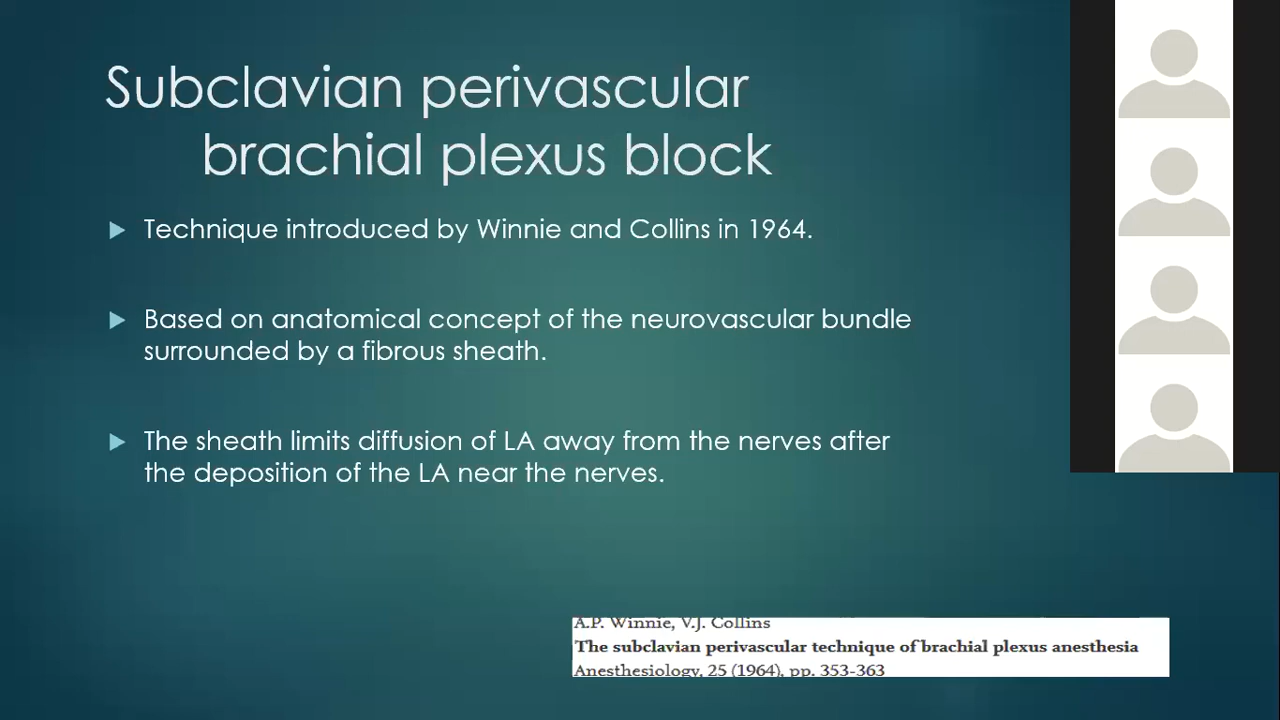 Subclavian perivascular
brachial plexus block
Technique introduced by Winnie and Collins in 1964.
Based on anatomical concept of the neurovascular bundle
surrounded by a fibrous sheath.
The sheath limits diffusion of LA away from the nerves after
the deposition of the LA near the nerves.
A.P. Winnie, V.J. Collins
The subclavian perivascular technique of brachial plexus anesthesia
Anesthesiology, 25 (1964), pp. 353-363